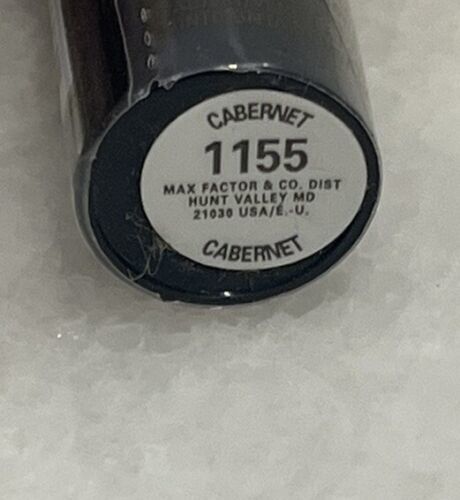 CABERNET
1155
MAX FACTOR & CO. DIST
HUNT VALLEY MD
21030 USA/É.-U.
CABERNET